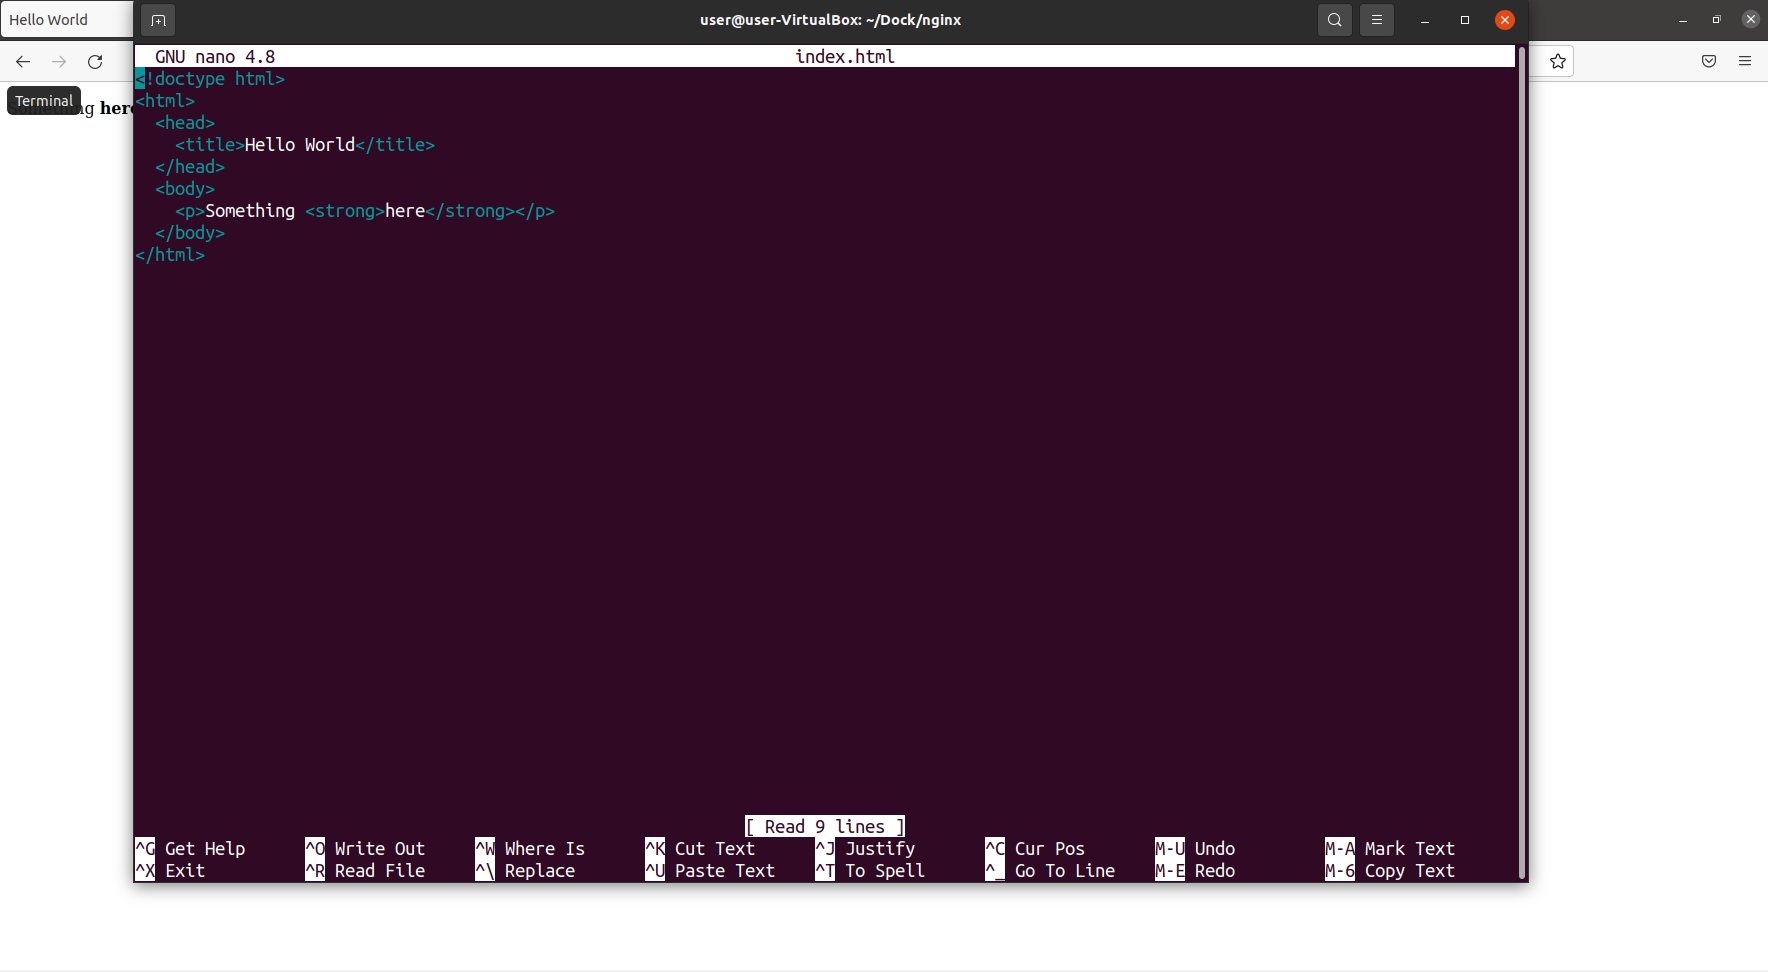 Hello World
user@user-VirtualBox: ~/Dock/nginx
GNU nano 4.8 index.html
<!doctype html>
<html>
  <head>
    <title>Hello World</title>
  </head>
  <body>
    <p>Something <strong>here</strong></p>
  </body>
</html>
Terminal
g her
[ Read 9 lines ]
^G Get Help ^O Write Out ^W Where Is ^K Cut Text ^J Justify ^C Cur Pos M-U Undo M-A Mark Text
^X Exit ^R Read File ^\ Replace ^U Paste Text ^T To Spell ^_ Go To Line M-E Redo M-6 Copy Text